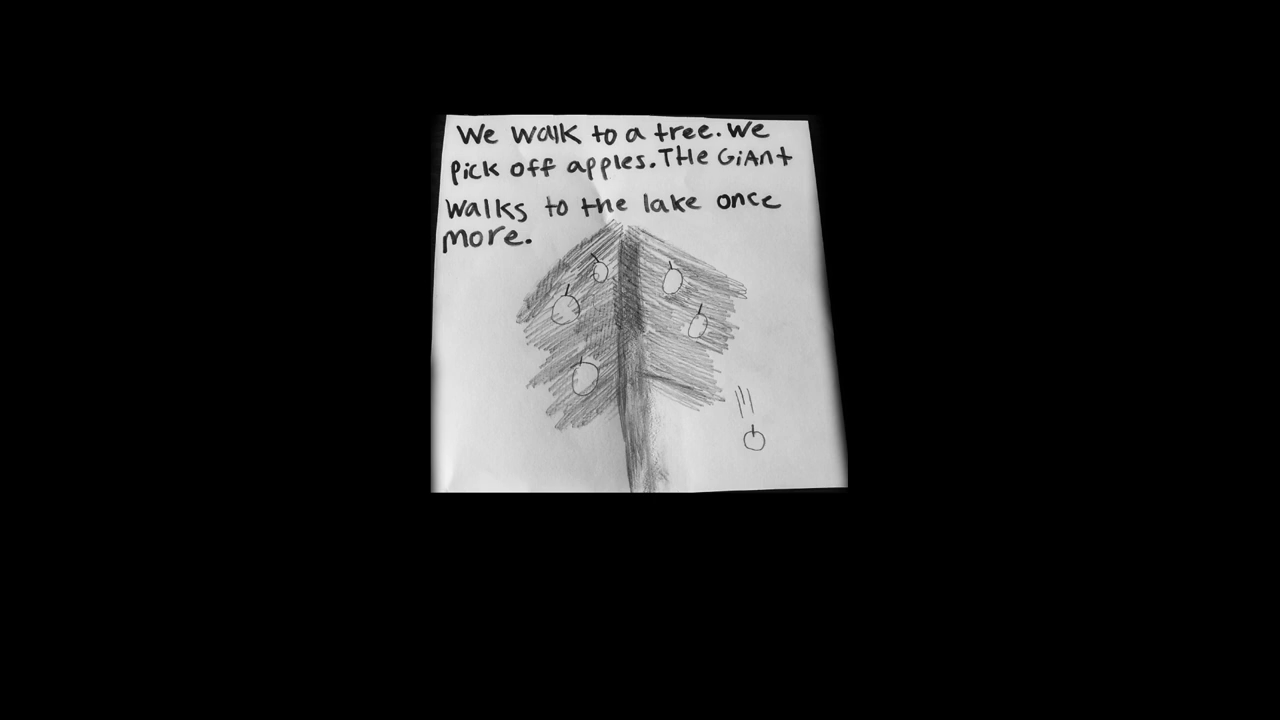 We walk to a tree. We
pick off apples. THe GiAnt
walks to the lake once
more.